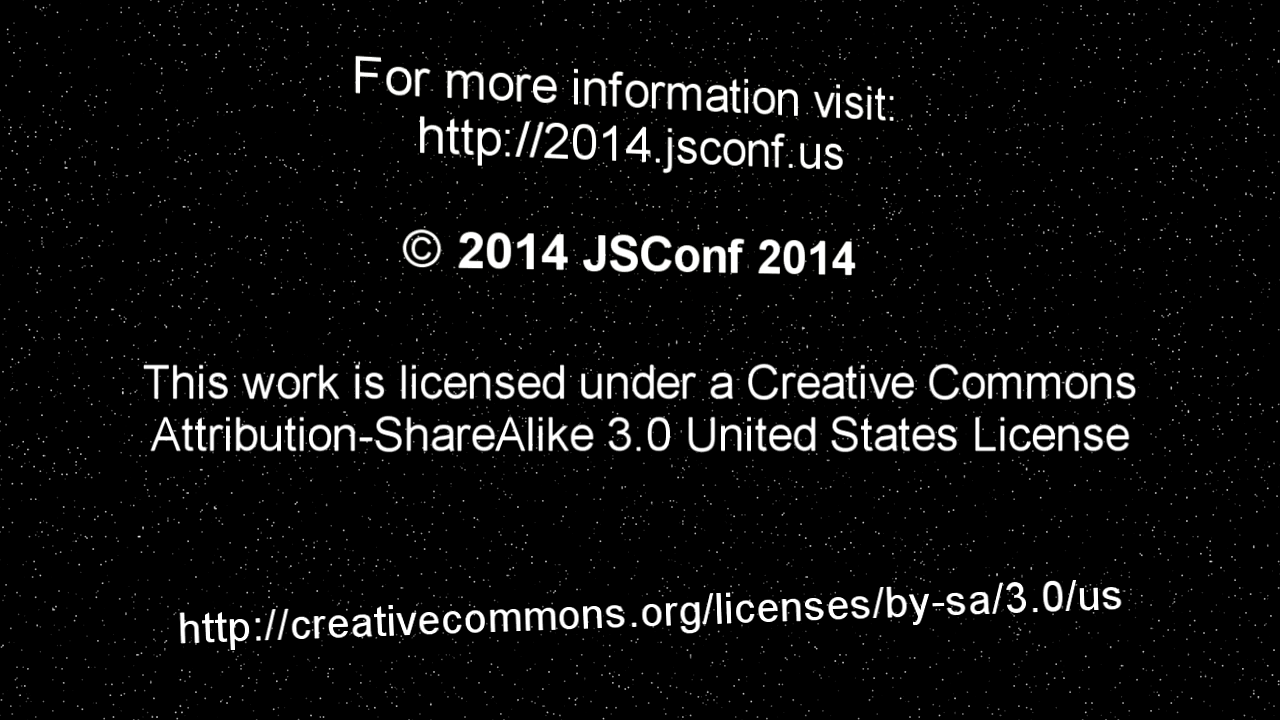 For more information visit:
http://2014.jsconf.us
© 2014 JSConf 2014
This work is licensed under a Creative Commons
Attribution-ShareAlike 3.0 United States License
http://creativecommons.org/licenses/by-sa/3.0/us